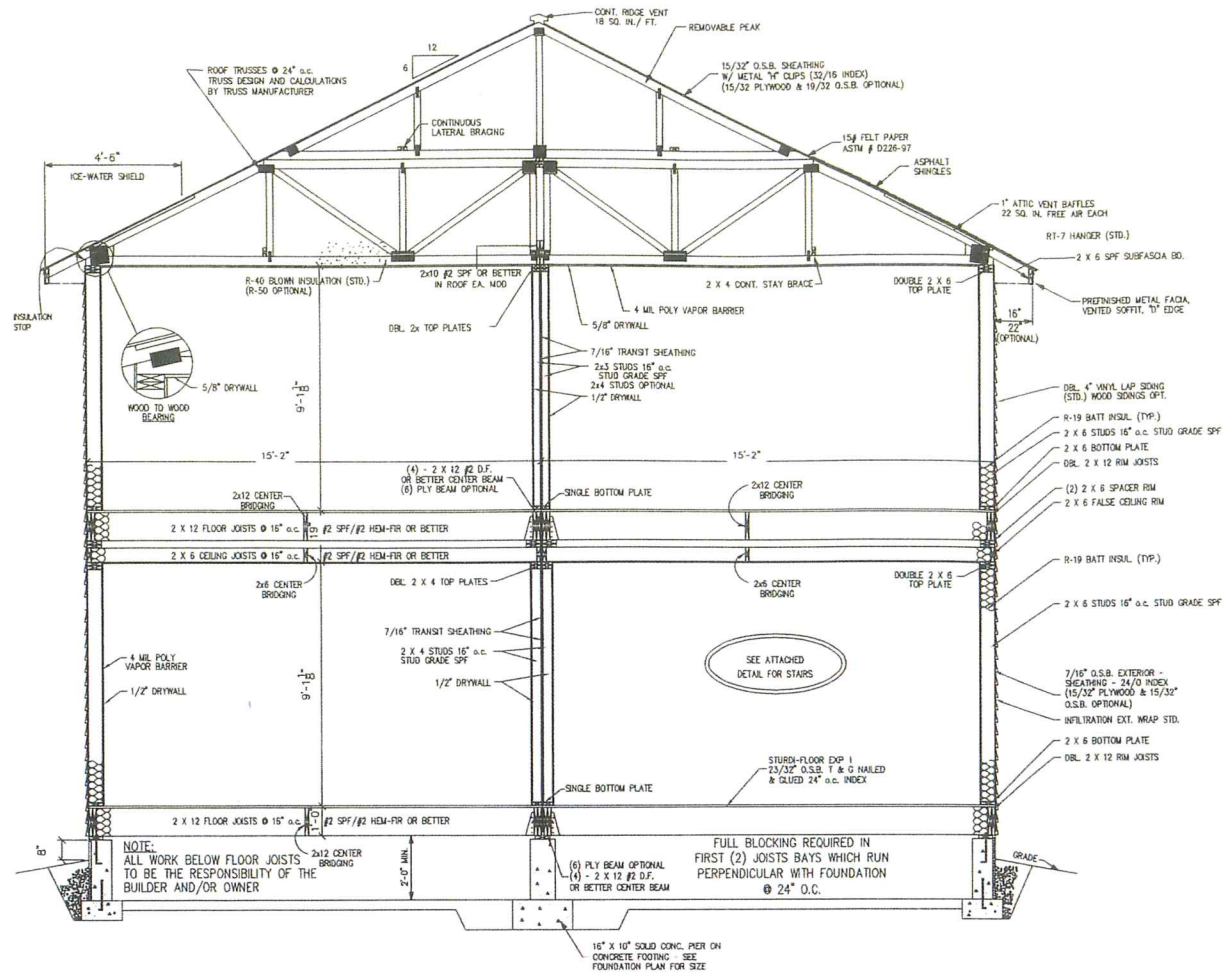 CONT. RIDGE VENT
18 SQ. IN./ FT.
REMOVABLE PEAK
12
6
15/32" O.S.B. SHEATHING
W/ METAL "H" CLIPS (32/16 INDEX)
(15/32 PLYWOOD & 19/32 O.S.B. OPTIONAL)
ROOF TRUSSES @ 24" o.c.
TRUSS DESIGN AND CALCULATIONS
BY TRUSS MANUFACTURER
CONTINUOUS
LATERAL BRACING
15# FELT PAPER
ASTM # D226-97
4'-6"
ICE-WATER SHIELD
ASPHALT
SHINGLES
1" ATTIC VENT BAFFLES
22 SQ. IN. FREE AIR EACH
RT-7 HANGER (STD.)
2 X 6 SPF SUBFASCIA BD.
R-40 BLOWN INSULATION (STD.)
(R-50 OPTIONAL)
2x10 #2 SPF OR BETTER
IN ROOF EA. MOD
2 X 4 CONT. STAY BRACE
DOUBLE 2 X 6
TOP PLATE
PREFINISHED METAL FACIA,
VENTED SOFFIT, "D" EDGE
INSULATION
STOP
16"
22"
(OPTIONAL)
4 MIL POLY VAPOR BARRIER
DBL. 2x TOP PLATES
5/8" DRYWALL
7/16" TRANSIT SHEATHING
2x3 STUDS 16" o.c.
STUD GRADE SPF
2x4 STUDS OPTIONAL
1/2" DRYWALL
5/8" DRYWALL
WOOD TO WOOD
BEARING
9'-1 1/8"
DBL. 4" VINYL LAP SIDING
(STD.) WOOD SIDINGS OPT.
R-19 BATT INSUL. (TYP.)
2 X 6 STUDS 16" o.c. STUD GRADE SPF
2 X 6 BOTTOM PLATE
DBL. 2 X 12 RIM JOISTS
(2) 2 X 6 SPACER RIM
2 X 6 FALSE CEILING RIM
15'-2"
15'-2"
(4) - 2 X 12 #2 D.F.
OR BETTER CENTER BEAM
(6) PLY BEAM OPTIONAL
SINGLE BOTTOM PLATE
2x12 CENTER
BRIDGING
2x12 CENTER
BRIDGING
2 X 12 FLOOR JOISTS @ 16" o.c.
19"
#2 SPF/#2 HEM-FIR OR BETTER
2 X 6 CEILING JOISTS @ 16" o.c.
#2 SPF/#2 HEM-FIR OR BETTER
2x6 CENTER
BRIDGING
DBL. 2 X 4 TOP PLATES
2x6 CENTER
BRIDGING
DOUBLE 2 X 6
TOP PLATE
R-19 BATT INSUL. (TYP.)
2 X 6 STUDS 16" o.c. STUD GRADE SPF
7/16" TRANSIT SHEATHING
2 X 4 STUDS 16" o.c.
STUD GRADE SPF
1/2" DRYWALL
4 MIL POLY
VAPOR BARRIER
1/2" DRYWALL
9'-1 1/8"
SEE ATTACHED
DETAIL FOR STAIRS
7/16" O.S.B. EXTERIOR -
SHEATHING - 24/0 INDEX
(15/32" PLYWOOD & 15/32"
O.S.B. OPTIONAL)
INFILTRATION EXT. WRAP STD.
2 X 6 BOTTOM PLATE
DBL. 2 X 12 RIM JOISTS
STURDI-FLOOR EXP 1
23/32" O.S.B. T & G NAILED
& GLUED 24" o.c. INDEX
SINGLE BOTTOM PLATE
2 X 12 FLOOR JOISTS @ 16" o.c.
1'-0
#2 SPF/#2 HEM-FIR OR BETTER
8"
NOTE:
ALL WORK BELOW FLOOR JOISTS
TO BE THE RESPONSIBILITY OF THE
BUILDER AND/OR OWNER
2x12 CENTER
BRIDGING
2'-0" MIN.
(6) PLY BEAM OPTIONAL
(4) - 2 X 12 #2 D.F.
OR BETTER CENTER BEAM
FULL BLOCKING REQUIRED IN
FIRST (2) JOISTS BAYS WHICH RUN
PERPENDICULAR WITH FOUNDATION
@ 24" O.C.
GRADE
16" X 10" SOLID CONC. PIER ON
CONCRETE FOOTING - SEE
FOUNDATION PLAN FOR SIZE